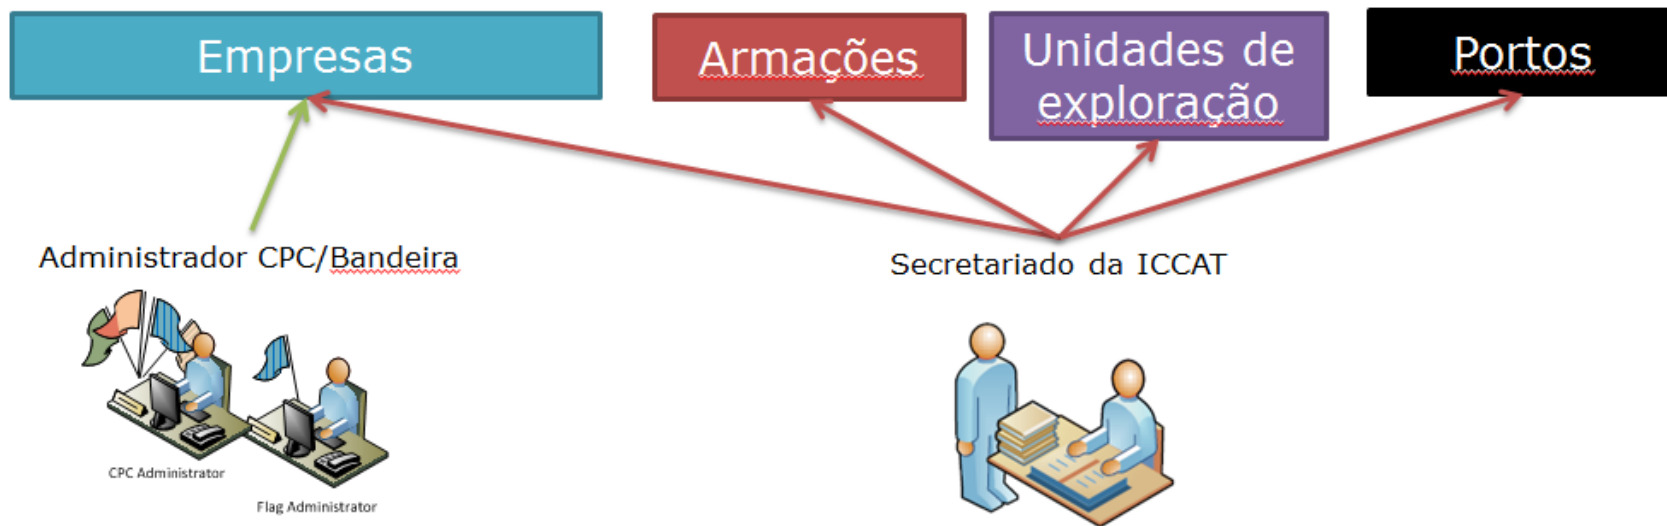 Empresas
Armações
Unidades de
exploração
Portos
Administrador CPC/Bandeira
Secretariado da ICCAT
CPC Administrator
Flag Administrator